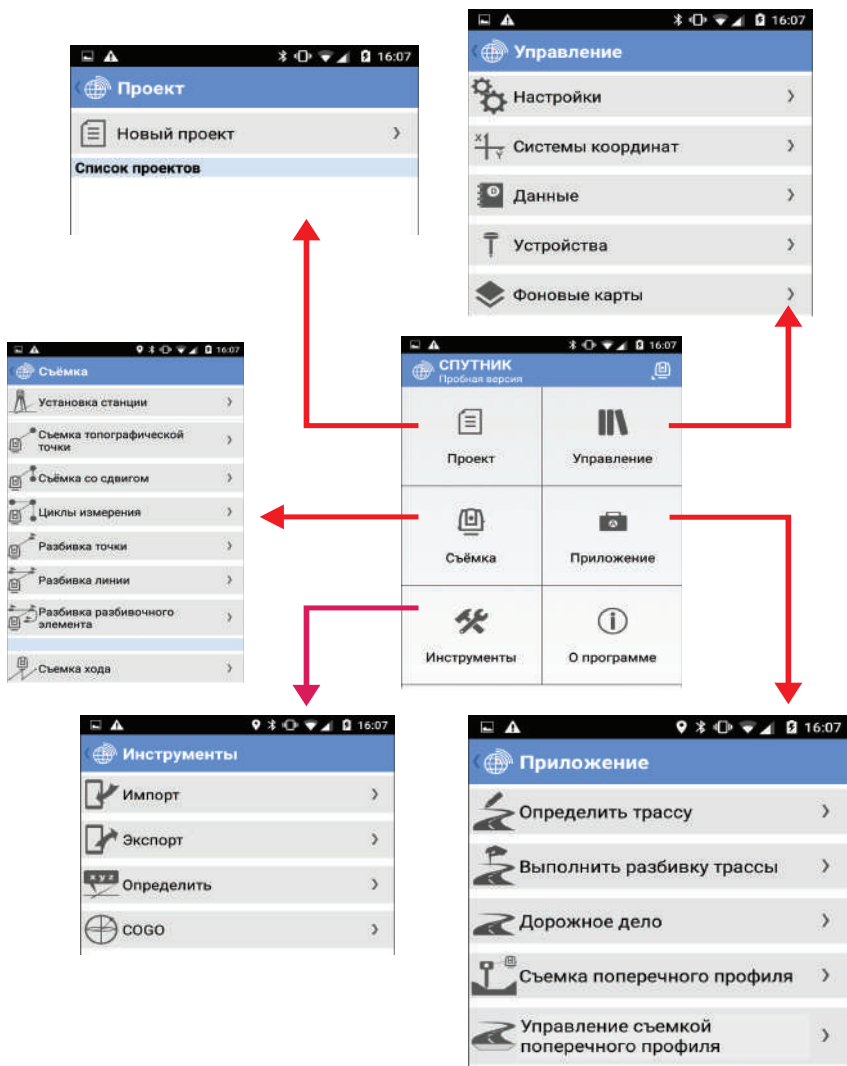 16:07
Проект
Новый проект
Список проектов
16:07
Управление
Настройки
Системы координат
Данные
Устройства
Фоновые карты
16:07
Съёмка
Установка станции
Съемка топографической
точки
Съёмка со сдвигом
Циклы измерения
Разбивка точки
Разбивка линии
Разбивка разбивочного
элемента
Съемка хода
16:07
СПУТНИК
Пробная версия
Проект
Управление
Съёмка
Приложение
Инструменты
О программе
16:07
Инструменты
Импорт
Экспорт
Определить
COGO
16:07
Приложение
Определить трассу
Выполнить разбивку трассы
Дорожное дело
Съемка поперечного профиля
Управление съемкой
поперечного профиля